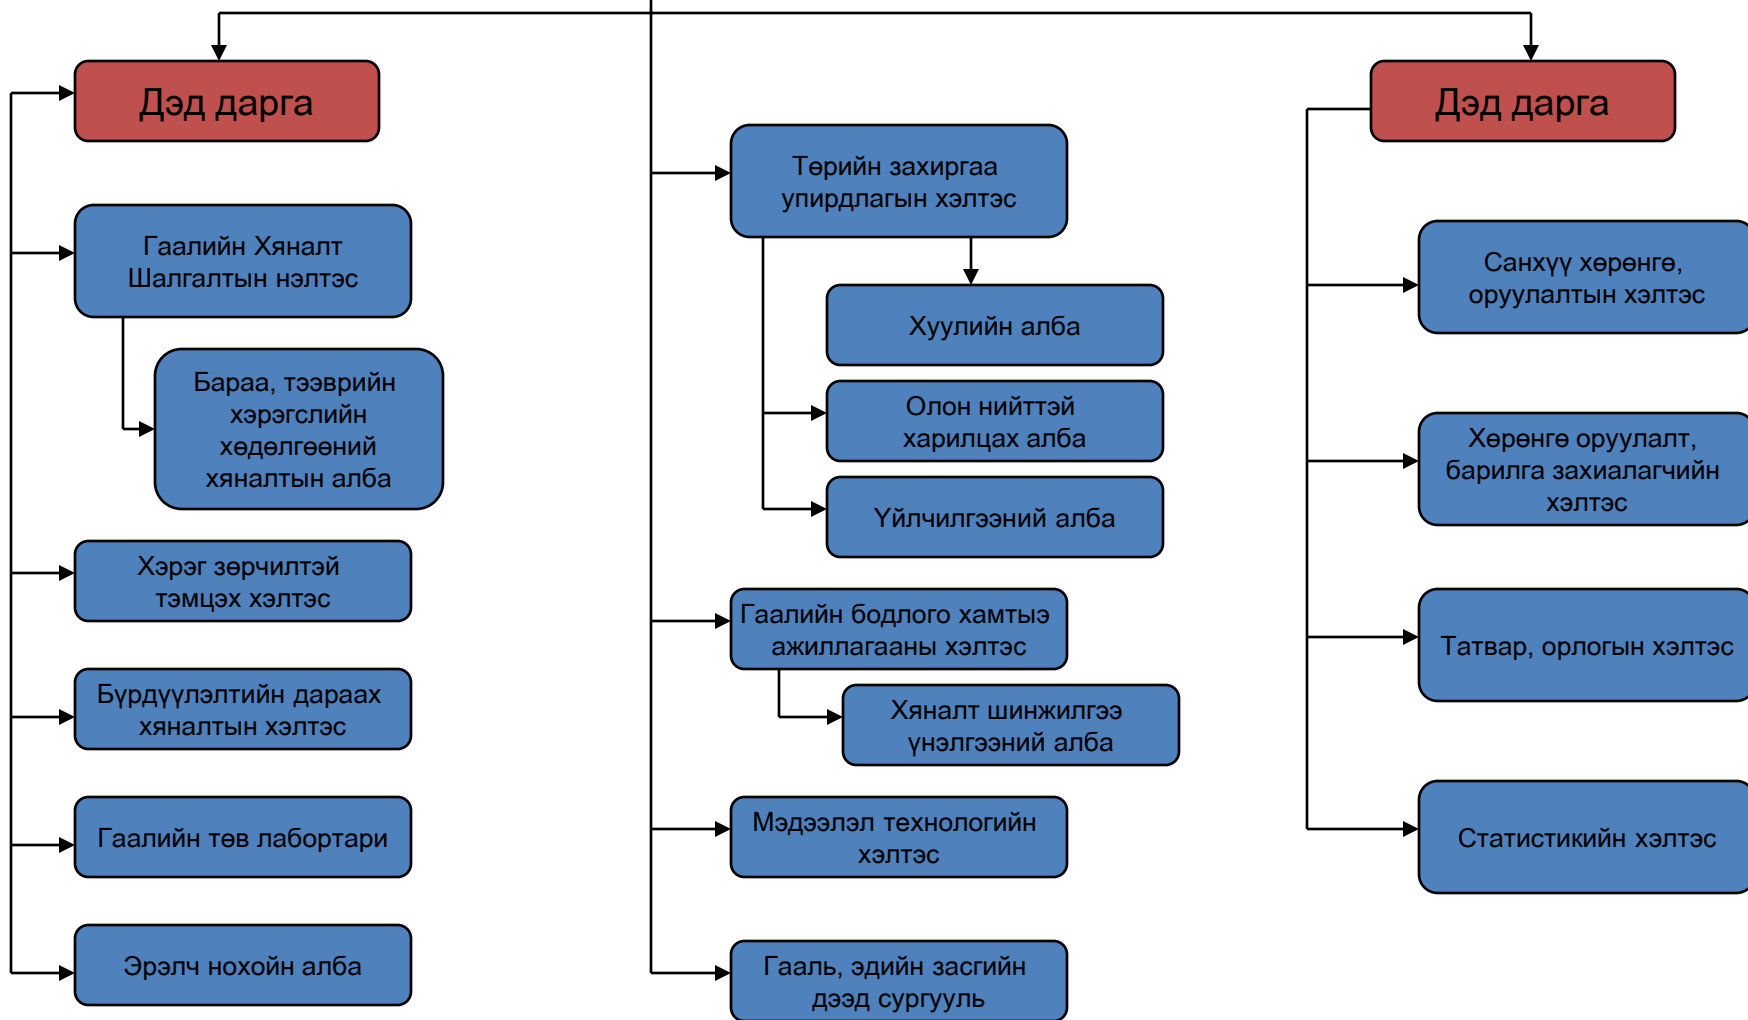 Дэд дарга
Гаалийн Хяналт
Шалгалтын нэлтэс
Бараа, тээврийн
хэрэгслийн
хөдөлгөөний
хяналтын алба
Хэрэг зөрчилтэй
тэмцэх хэлтэс
Бүрдүүлэлтийн дараах
хяналтын хэлтэс
Гаалийн төв лабортари
Эрэлч нохойн алба
Төрийн захиргаа
упирдлагын хэлтэс
Хуулийн алба
Олон нийттэй
харилцах алба
Үйлчилгээний алба
Гаалийн бодлого хамтыэ
ажиллагааны хэлтэс
Хяналт шинжилгээ
үнэлгээний алба
Мэдээлэл технологийн
хэлтэс
Гааль, эдийн засгийн
дээд сургууль
Дэд дарга
Санхүү хөрөнгө,
оруулалтын хэлтэс
Хөрөнгө оруулалт,
барилга захиалагчийн
хэлтэс
Татвар, орлогын хэлтэс
Статистикийн хэлтэс